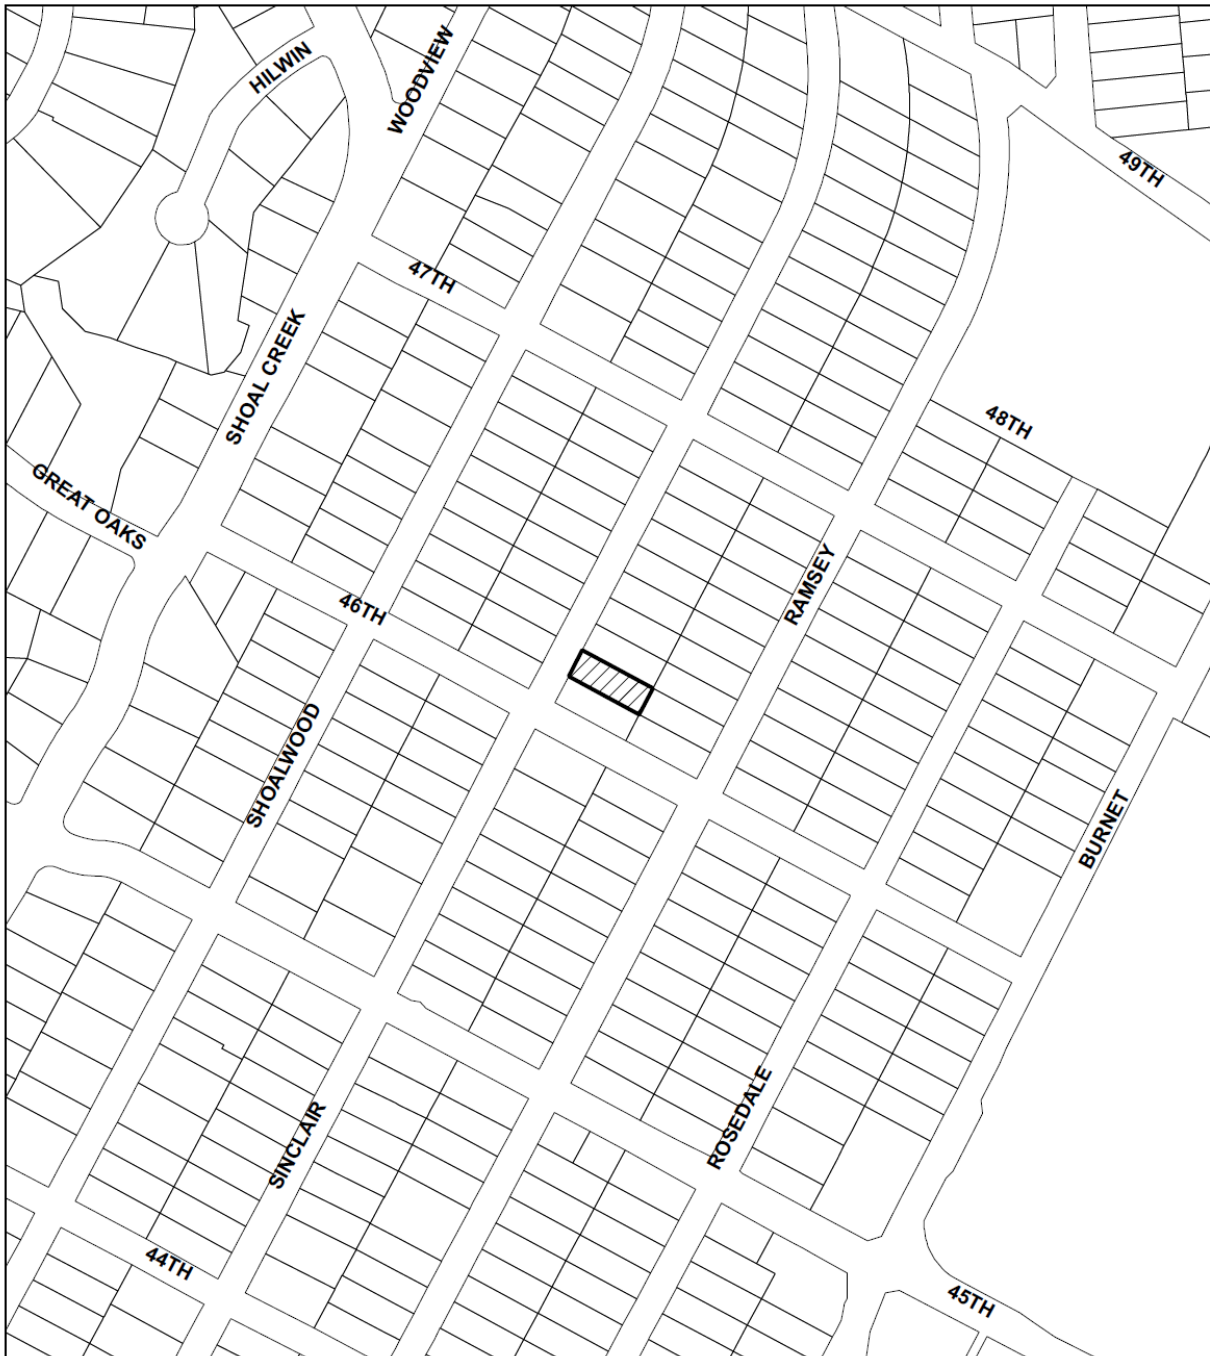 WOODVIEW
HILWIN
49TH
47TH
SHOAL CREEK
48TH
GREAT OAKS
RAMSEY
46TH
SHOALWOOD
BURNET
ROSEDALE
SINCLAIR
44TH
45TH